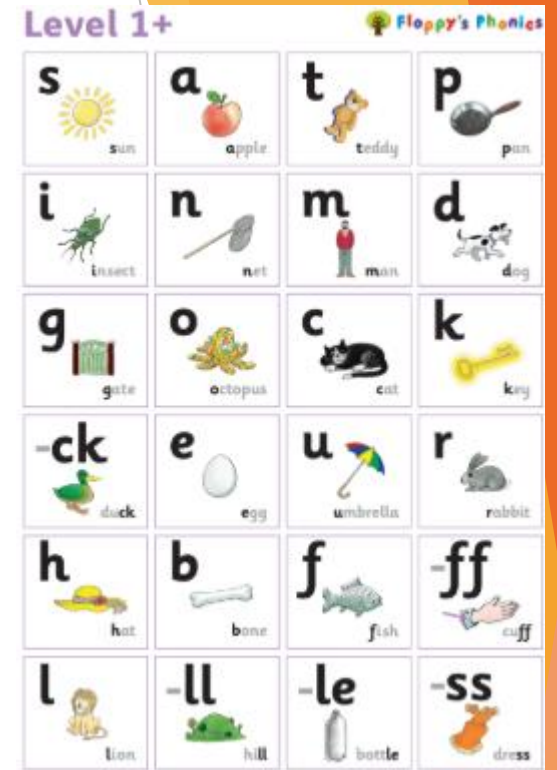 Level 1+
Floppy's Phonics
s a t p
sun apple teddy pan
i n m d
insect net man dog
g o c k
gate octopus cat key
-ck e u r
duck egg umbrella rabbit
h b f -ff
hat bone fish cuff
l -ll -le -ss
lion hill bottle dress